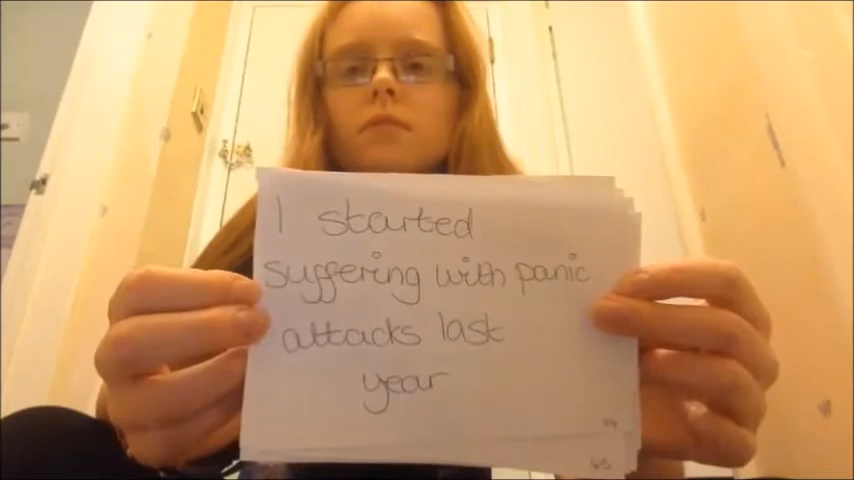 I started
suffering with panic
attacks last
year